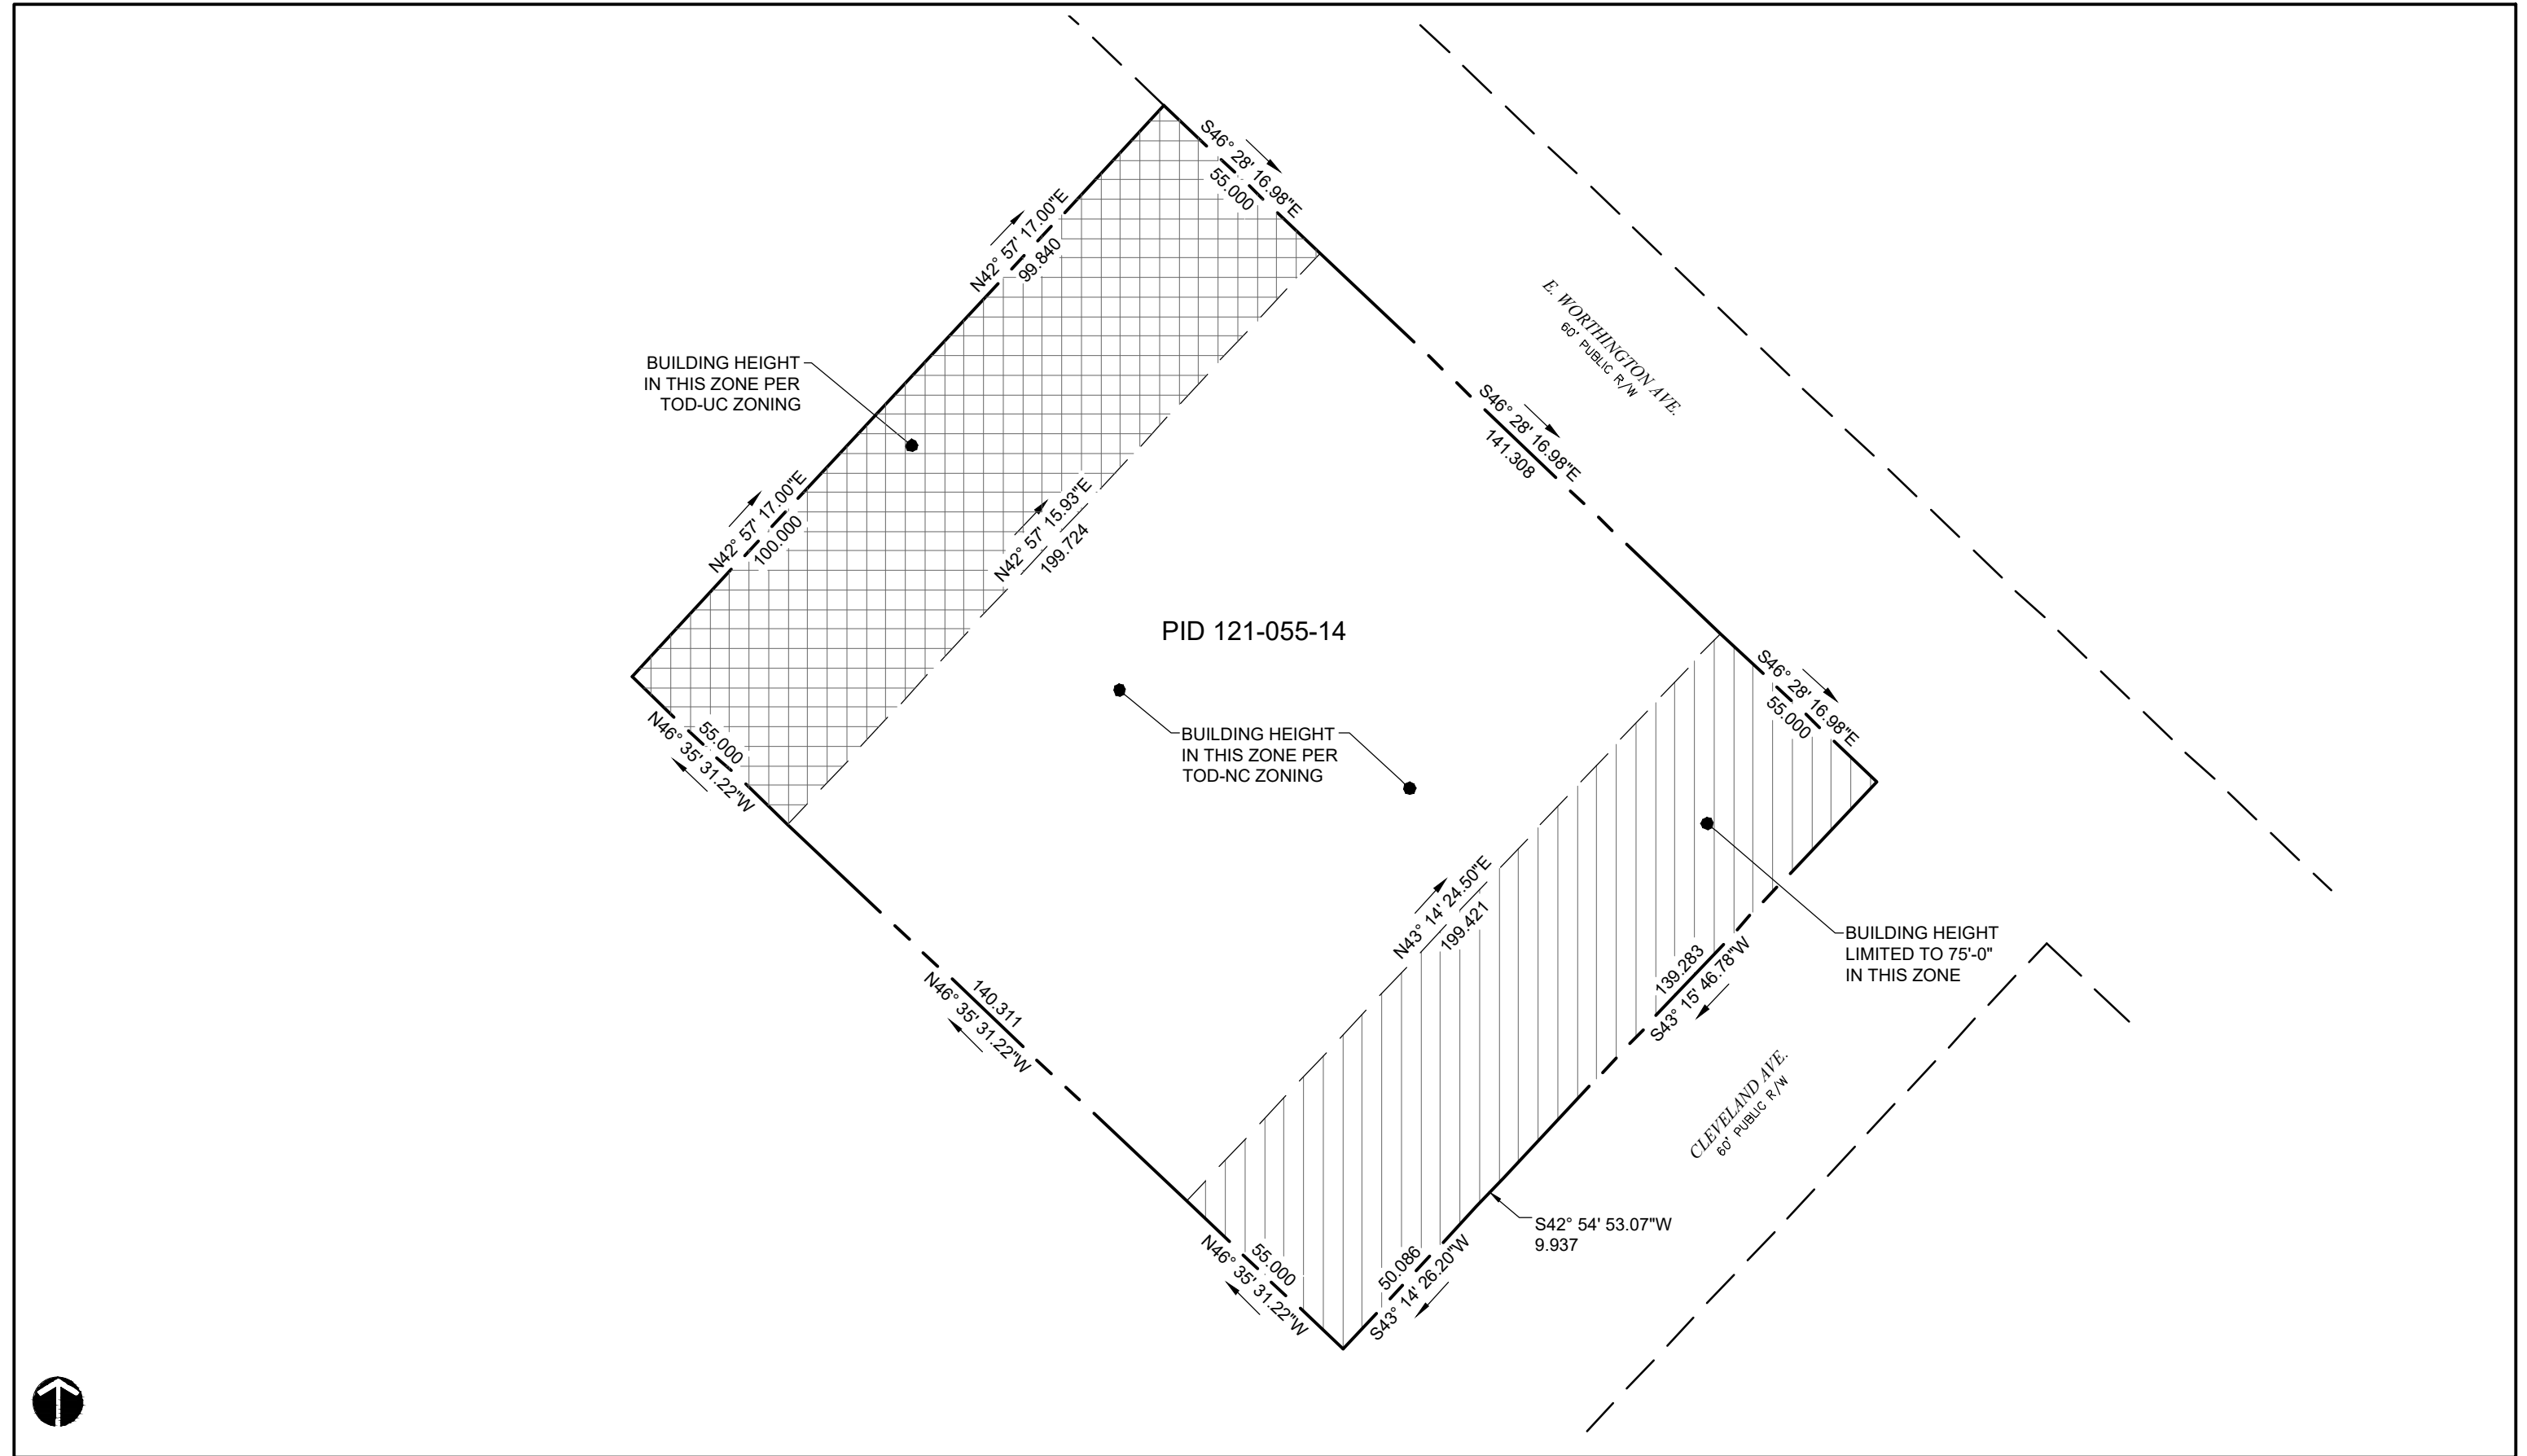 S46° 28' 16.98"E
55.000
N42° 57' 17.00"E
99.840
E. WORTHINGTON AVE.
60' PUBLIC R/W
BUILDING HEIGHT
IN THIS ZONE PER
TOD-UC ZONING
S46° 28' 16.98"E
141.308
N42° 57' 17.00"E
100.000
N42° 57' 15.93"E
199.724
PID 121-055-14
S46° 28' 16.98"E
55.000
55.000
N46° 35' 31.22"W
BUILDING HEIGHT
IN THIS ZONE PER
TOD-NC ZONING
N43° 14' 24.50"E
199.421
BUILDING HEIGHT
LIMITED TO 75'-0"
IN THIS ZONE
139.283
S43° 15' 46.78"W
140.311
N46° 35' 31.22"W
CLEVELAND AVE.
60' PUBLIC R/W
S42° 54' 53.07"W
9.937
55.000
N46° 35' 31.22"W
50.086
S43° 14' 26.20"W